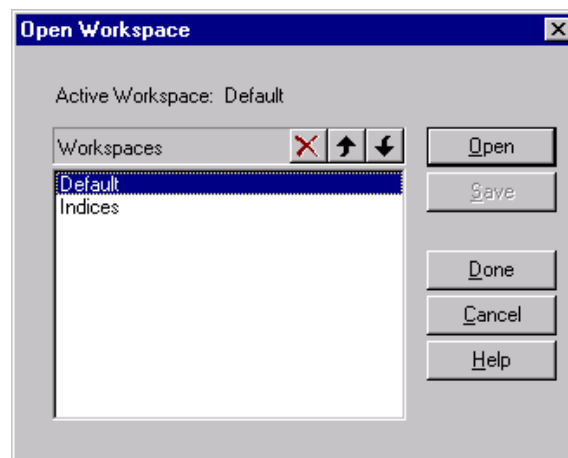 Open Workspace
Active Workspace: Default
Workspaces
Open
Default
Indices
Save
Done
Cancel
Help